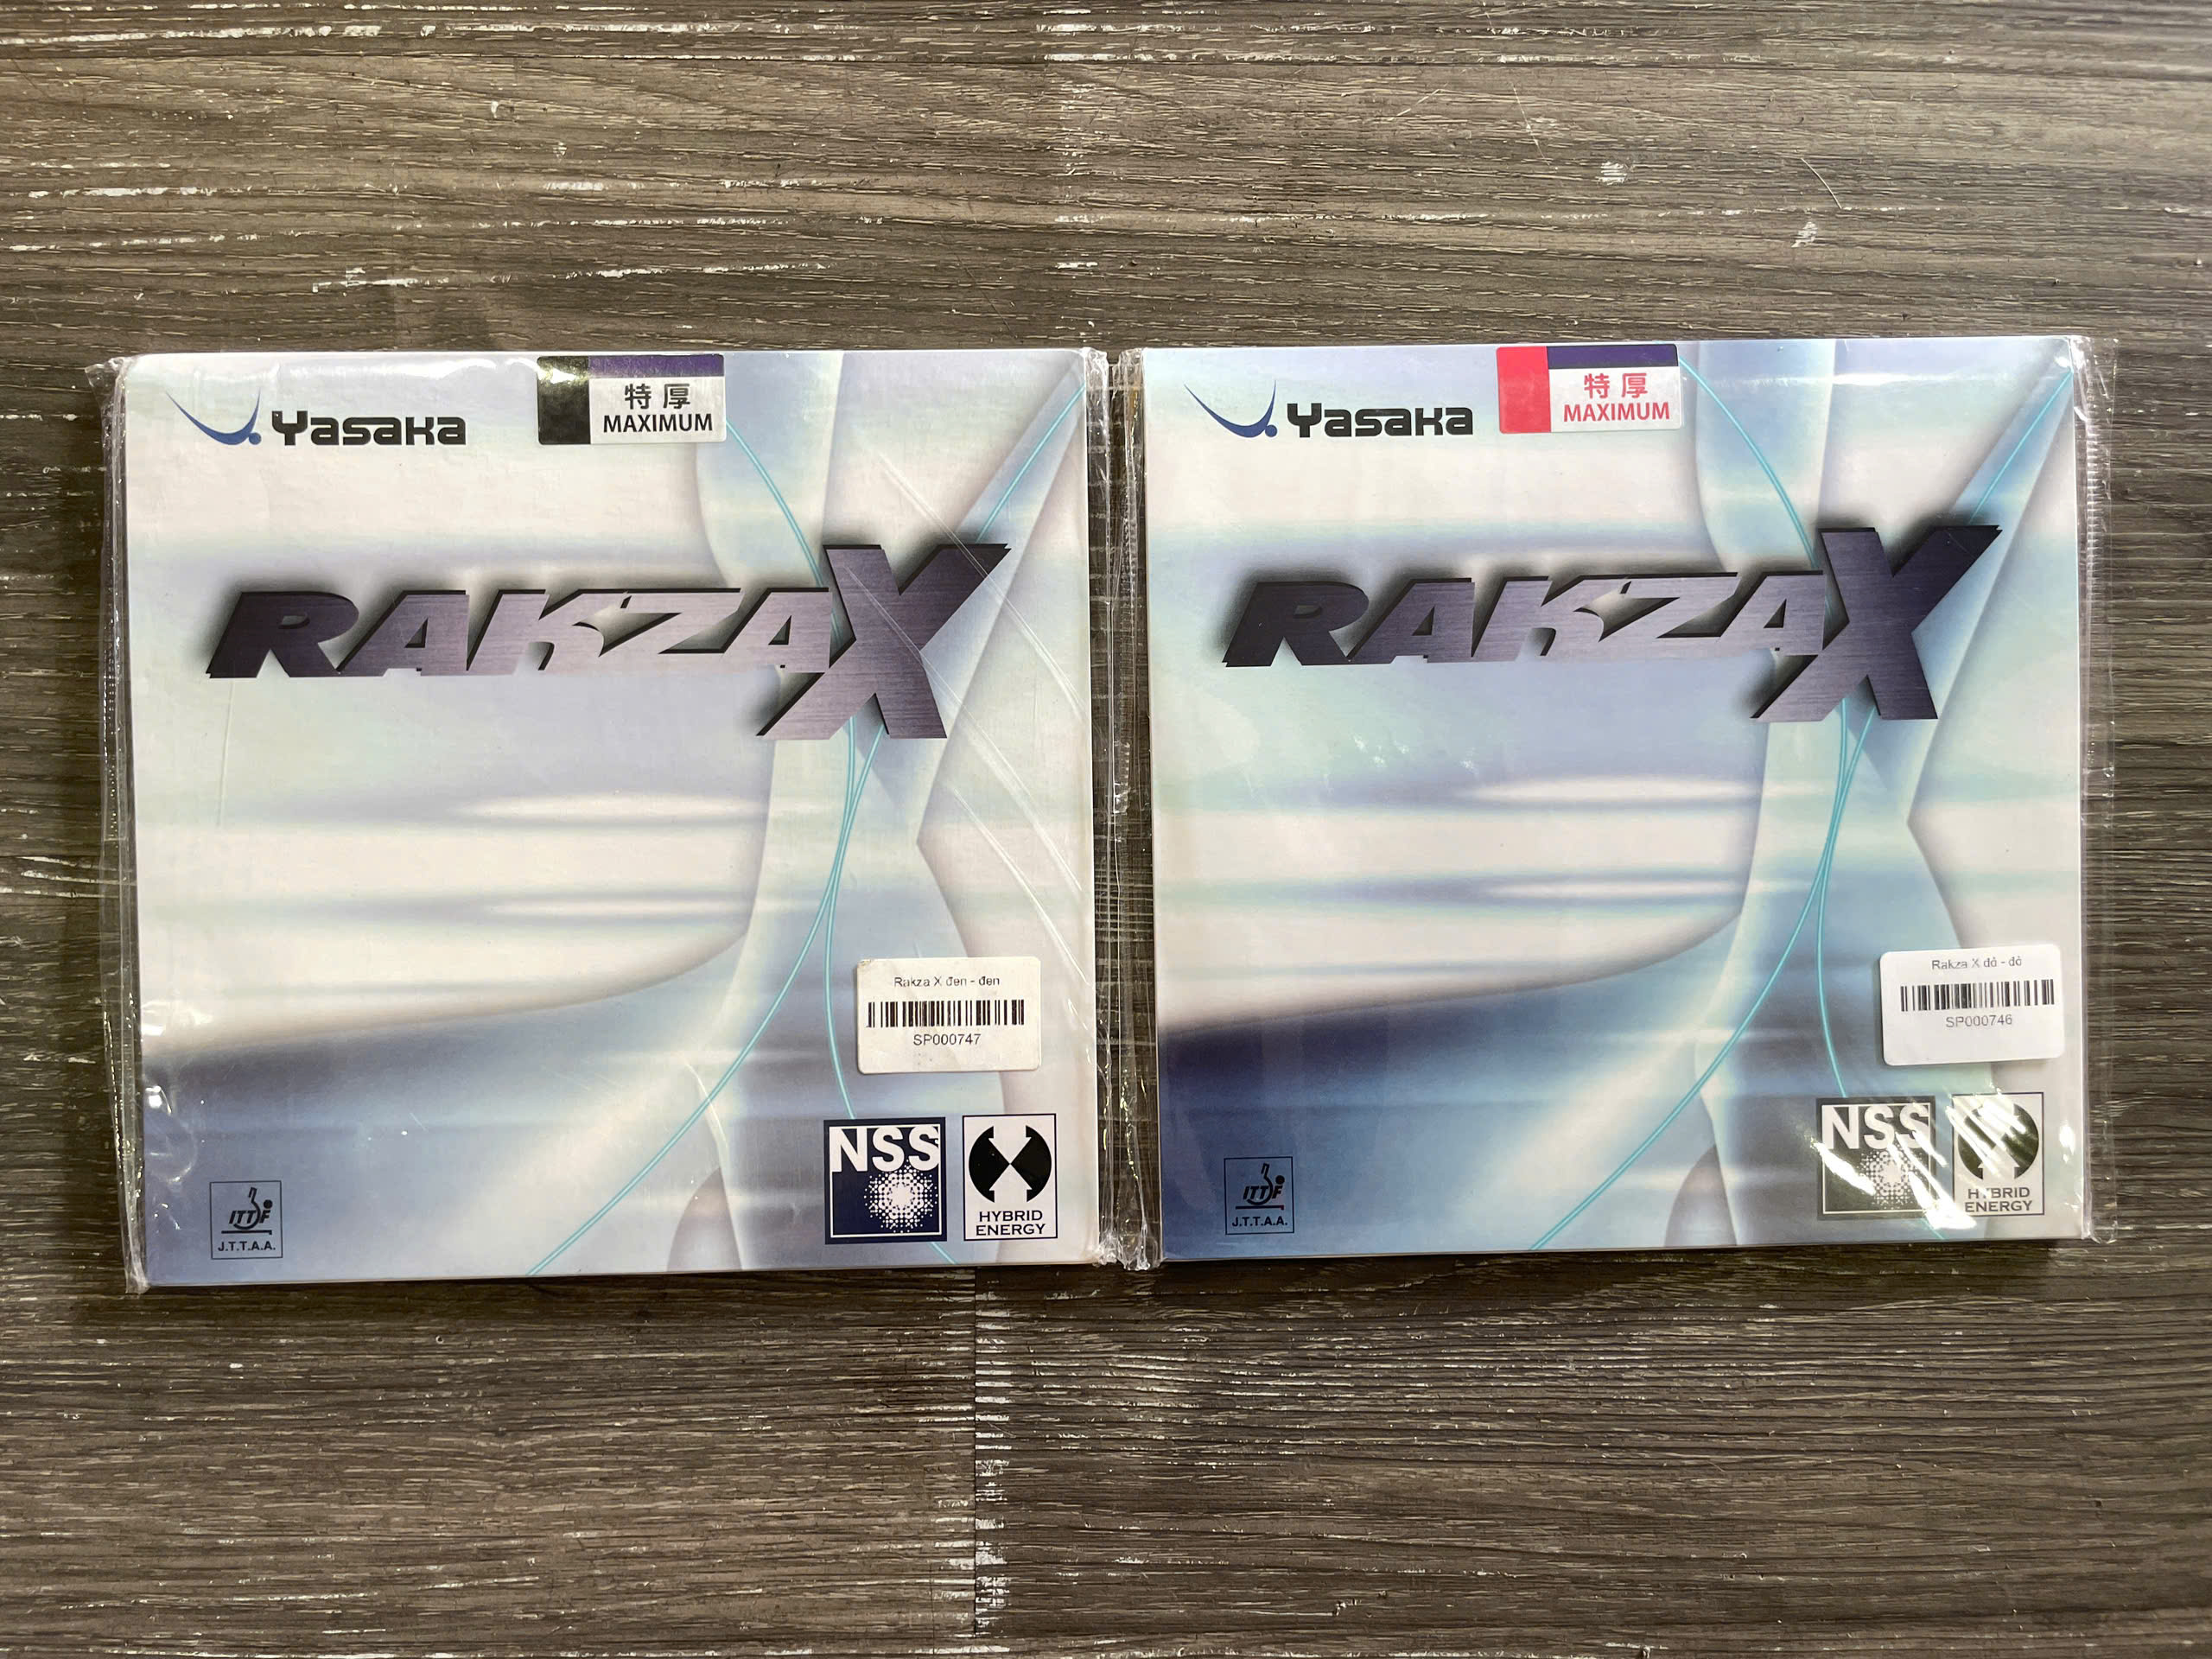 Yasaka
特厚
MAXIMUM
RAKZA X
Rakza X đen - đen
SP000747
NSS
HYBRID
ENERGY
ITTF
J.T.T.A.A.
Yasaka
特厚
MAXIMUM
RAKZA X
Rakza X đỏ - đỏ
SP000746
NSS
HYBRID
ENERGY
ITTF
J.T.T.A.A.